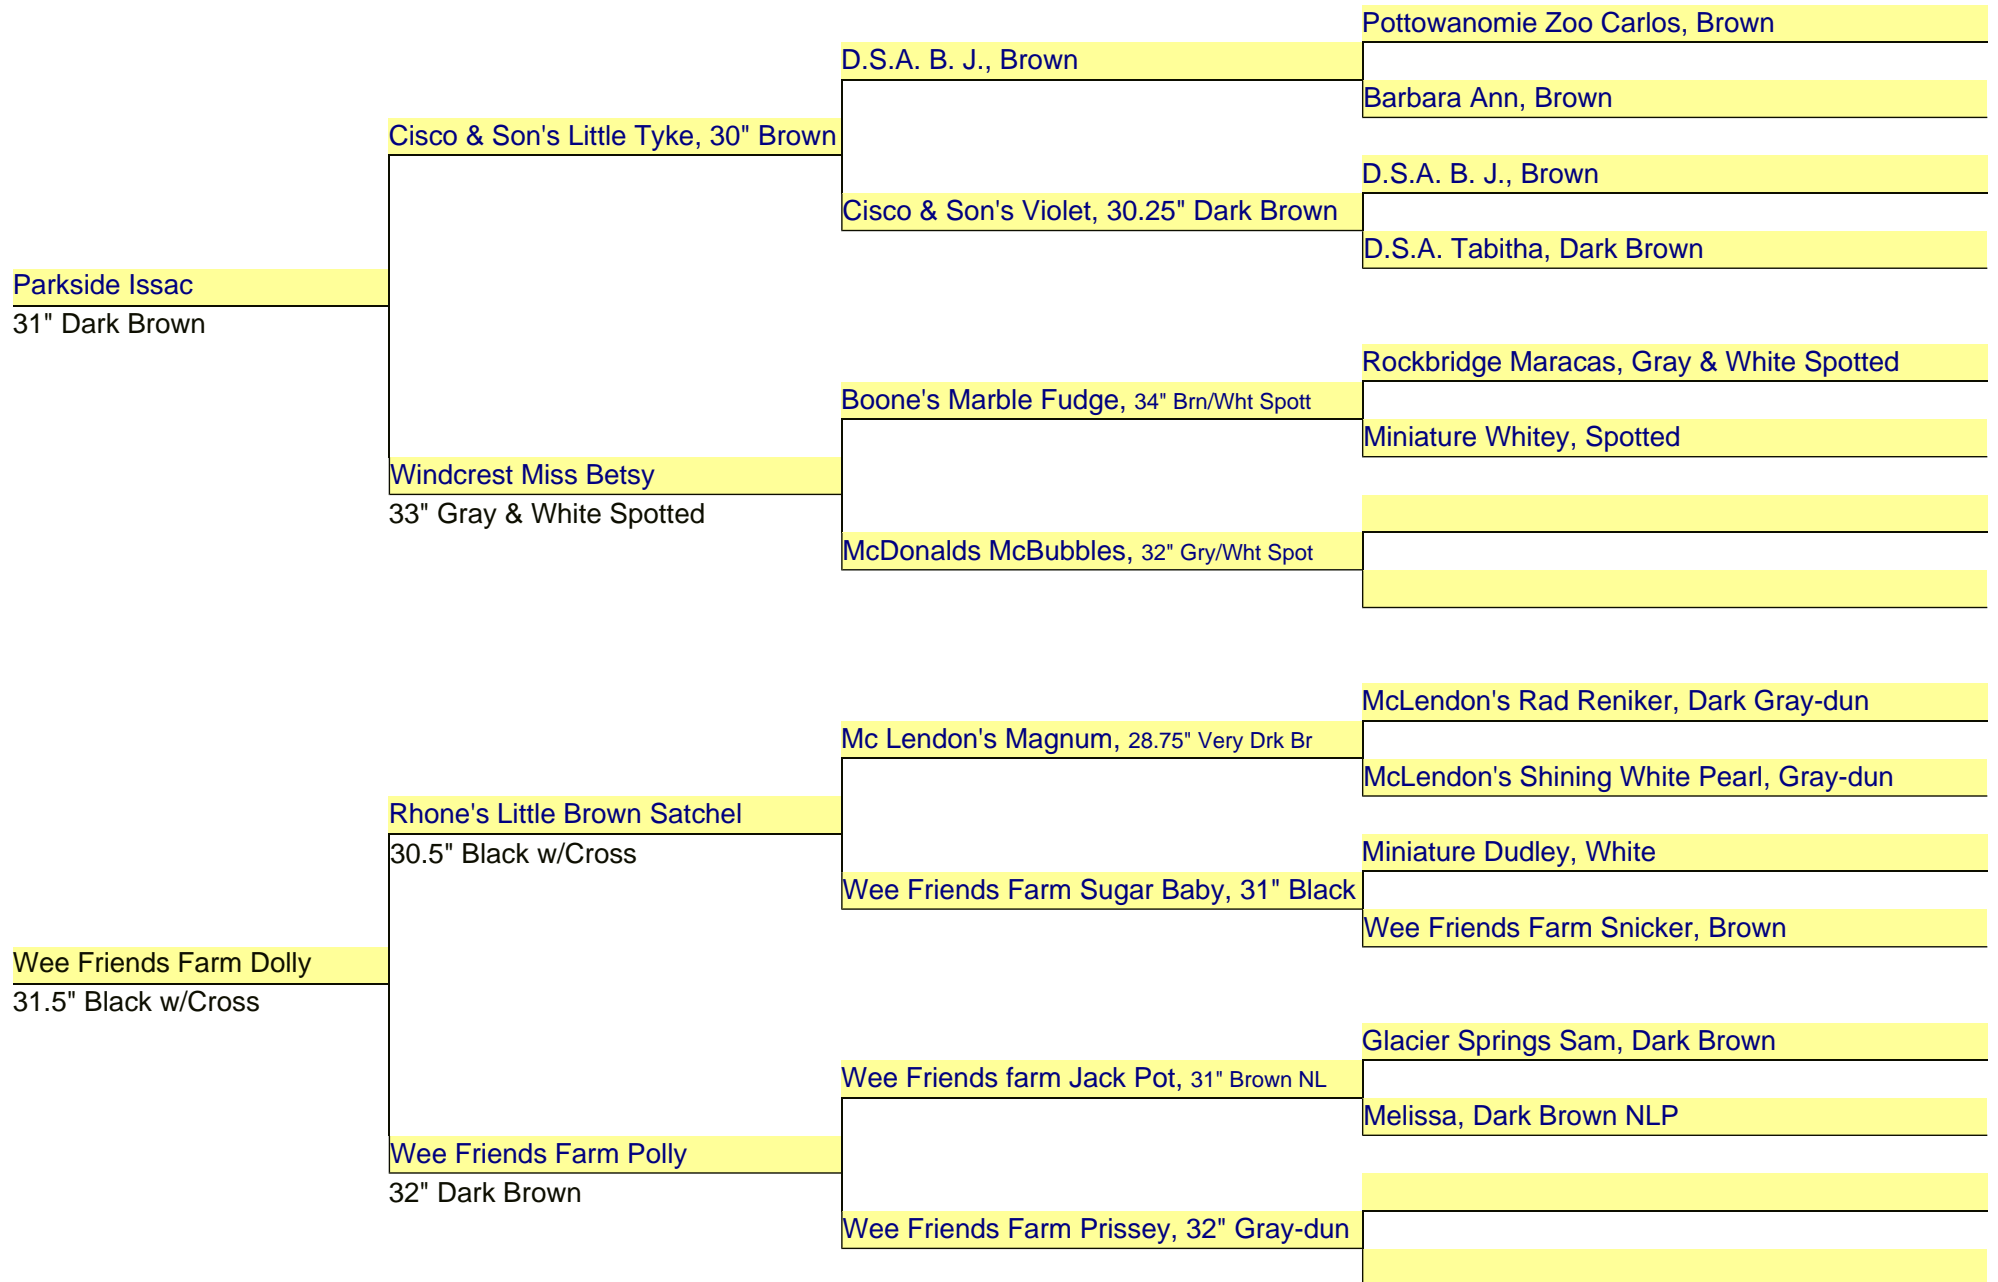 Pottowanomie Zoo Carlos, Brown
D.S.A. B. J., Brown
Barbara Ann, Brown
Cisco & Son's Little Tyke, 30" Brown
D.S.A. B. J., Brown
Cisco & Son's Violet, 30.25" Dark Brown
D.S.A. Tabitha, Dark Brown
Parkside Issac
31" Dark Brown
Rockbridge Maracas, Gray & White Spotted
Boone's Marble Fudge, 34" Brn/Wht Spott
Miniature Whitey, Spotted
Windcrest Miss Betsy
33" Gray & White Spotted
McDonalds McBubbles, 32" Gry/Wht Spot
McLendon's Rad Reniker, Dark Gray-dun
Mc Lendon's Magnum, 28.75" Very Drk Br
McLendon's Shining White Pearl, Gray-dun
Rhone's Little Brown Satchel
30.5" Black w/Cross
Miniature Dudley, White
Wee Friends Farm Sugar Baby, 31" Black
Wee Friends Farm Snicker, Brown
Wee Friends Farm Dolly
31.5" Black w/Cross
Glacier Springs Sam, Dark Brown
Wee Friends farm Jack Pot, 31" Brown NL
Melissa, Dark Brown NLP
Wee Friends Farm Polly
32" Dark Brown
Wee Friends Farm Prissey, 32" Gray-dun